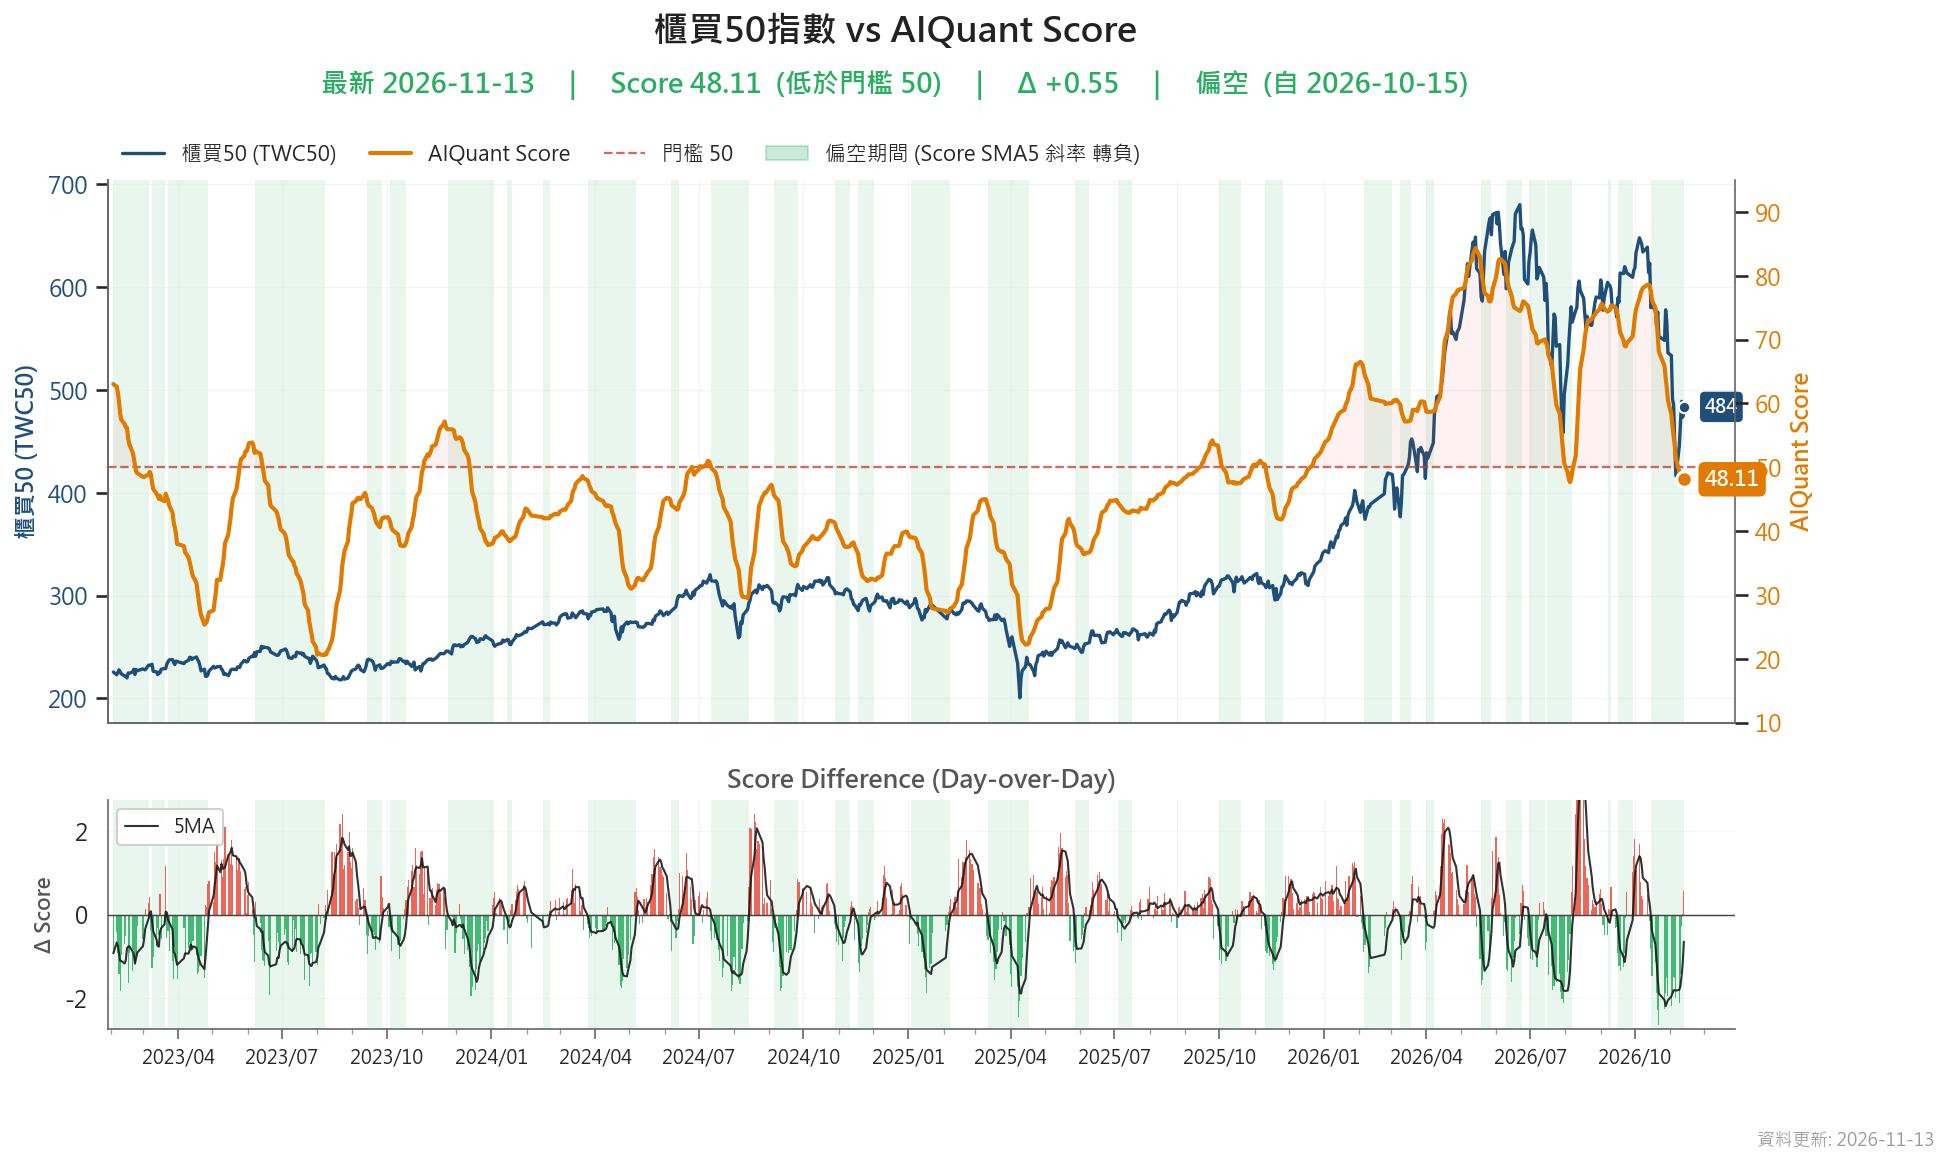 櫃買50指數 vs AIQuant Score
最新 2026-11-13 | Score 48.11 (低於門檻 50) | Δ +0.55 | 偏空 (自 2026-10-15)
櫃買50 (TWC50) AIQuant Score 門檻 50 偏空期間 (Score SMA5 斜率 轉負)
櫃買50 (TWC50)
700
600
500
400
300
200
90
80
70
60
50
40
30
20
10
AIQuant Score
484
48.11
Score Difference (Day-over-Day)
5MA
Δ Score
2
0
-2
2023/04 2023/07 2023/10 2024/01 2024/04 2024/07 2024/10 2025/01 2025/04 2025/07 2025/10 2026/01 2026/04 2026/07 2026/10
資料更新: 2026-11-13